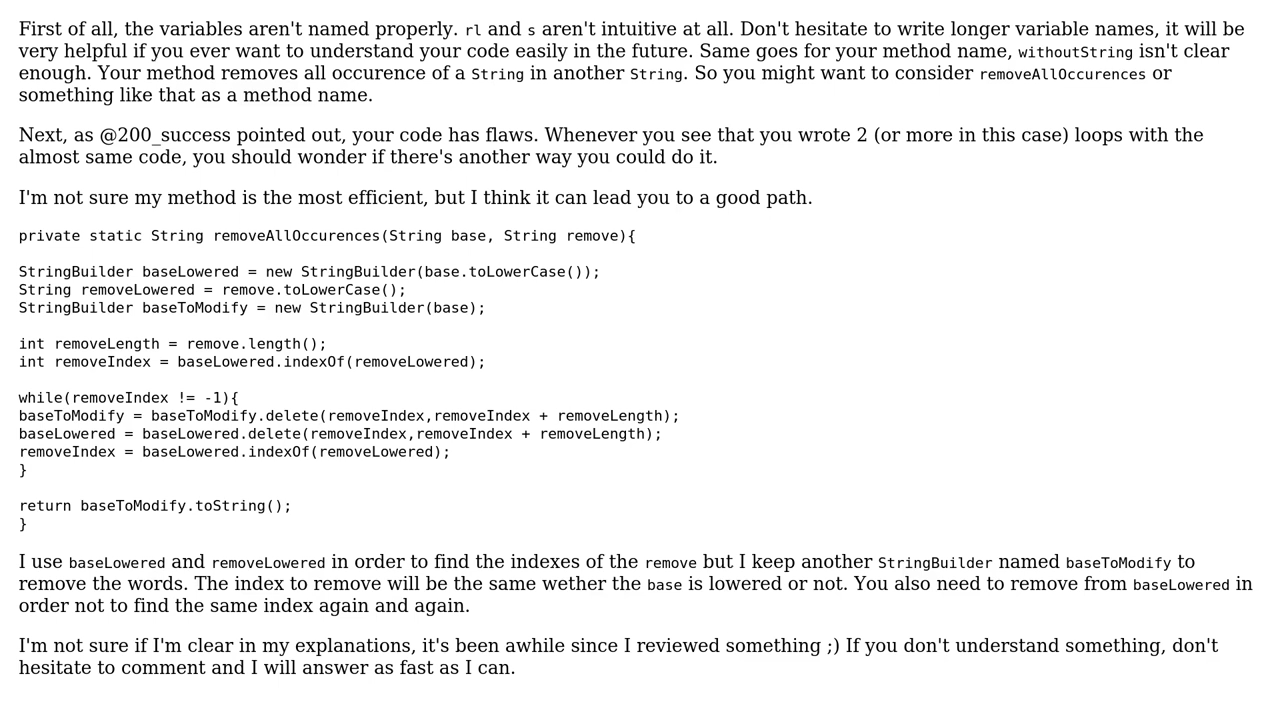 First of all, the variables aren't named properly. rl and s aren't intuitive at all. Don't hesitate to write longer variable names, it will be
very helpful if you ever want to understand your code easily in the future. Same goes for your method name, withoutString isn't clear
enough. Your method removes all occurence of a String in another String. So you might want to consider removeAllOccurences or
something like that as a method name.
Next, as @200_success pointed out, your code has flaws. Whenever you see that you wrote 2 (or more in this case) loops with the
almost same code, you should wonder if there's another way you could do it.
I'm not sure my method is the most efficient, but I think it can lead you to a good path.
private static String removeAllOccurences(String base, String remove){
StringBuilder baseLowered = new StringBuilder(base.toLowerCase());
String removeLowered = remove.toLowerCase();
StringBuilder baseToModify = new StringBuilder(base);
int removeLength = remove.length();
int removeIndex = baseLowered.indexOf(removeLowered);
while(removeIndex != -1){
baseToModify = baseToModify.delete(removeIndex,removeIndex + removeLength);
baseLowered = baseLowered.delete(removeIndex,removeIndex + removeLength);
removeIndex = baseLowered.indexOf(removeLowered);
}
return baseToModify.toString();
}
I use baseLowered and removeLowered in order to find the indexes of the remove but I keep another StringBuilder named baseToModify to
remove the words. The index to remove will be the same wether the base is lowered or not. You also need to remove from baseLowered in
order not to find the same index again and again.
I'm not sure if I'm clear in my explanations, it's been awhile since I reviewed something ;) If you don't understand something, don't
hesitate to comment and I will answer as fast as I can.